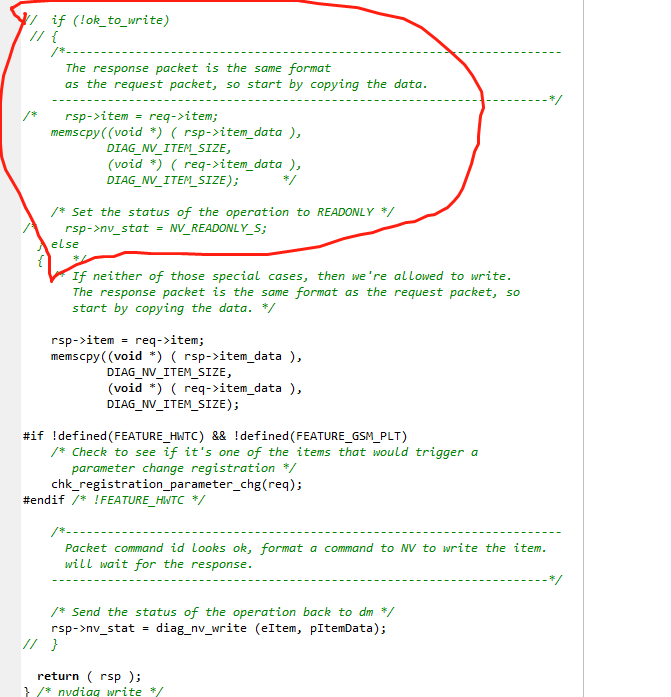 //  if (!ok_to_write)
// {
/*-----------------------------------------------------------------------
The response packet is the same format
as the request packet, so start by copying the data.
-----------------------------------------------------------------------*/
/*    rsp->item = req->item;
memscpy((void *) ( rsp->item_data ),
DIAG_NV_ITEM_SIZE,
(void *) ( req->item_data ),
DIAG_NV_ITEM_SIZE);      */
/* Set the status of the operation to READONLY */
/*    rsp->nv_stat = NV_READONLY_S;
} else
{    */
/* If neither of those special cases, then we're allowed to write.
The response packet is the same format as the request packet, so
start by copying the data. */
rsp->item = req->item;
memscpy((void *) ( rsp->item_data ),
DIAG_NV_ITEM_SIZE,
(void *) ( req->item_data ),
DIAG_NV_ITEM_SIZE);
#if !defined(FEATURE_HWTC) && !defined(FEATURE_GSM_PLT)
/* Check to see if it's one of the items that would trigger a
parameter change registration */
chk_registration_parameter_chg(req);
#endif /* !FEATURE_HWTC */
/*-----------------------------------------------------------------------
Packet command id looks ok, format a command to NV to write the item.
will wait for the response.
-----------------------------------------------------------------------*/
/* Send the status of the operation back to dm */
rsp->nv_stat = diag_nv_write (eItem, pItemData);
//  }
return ( rsp );
} /* nvdiag_write */